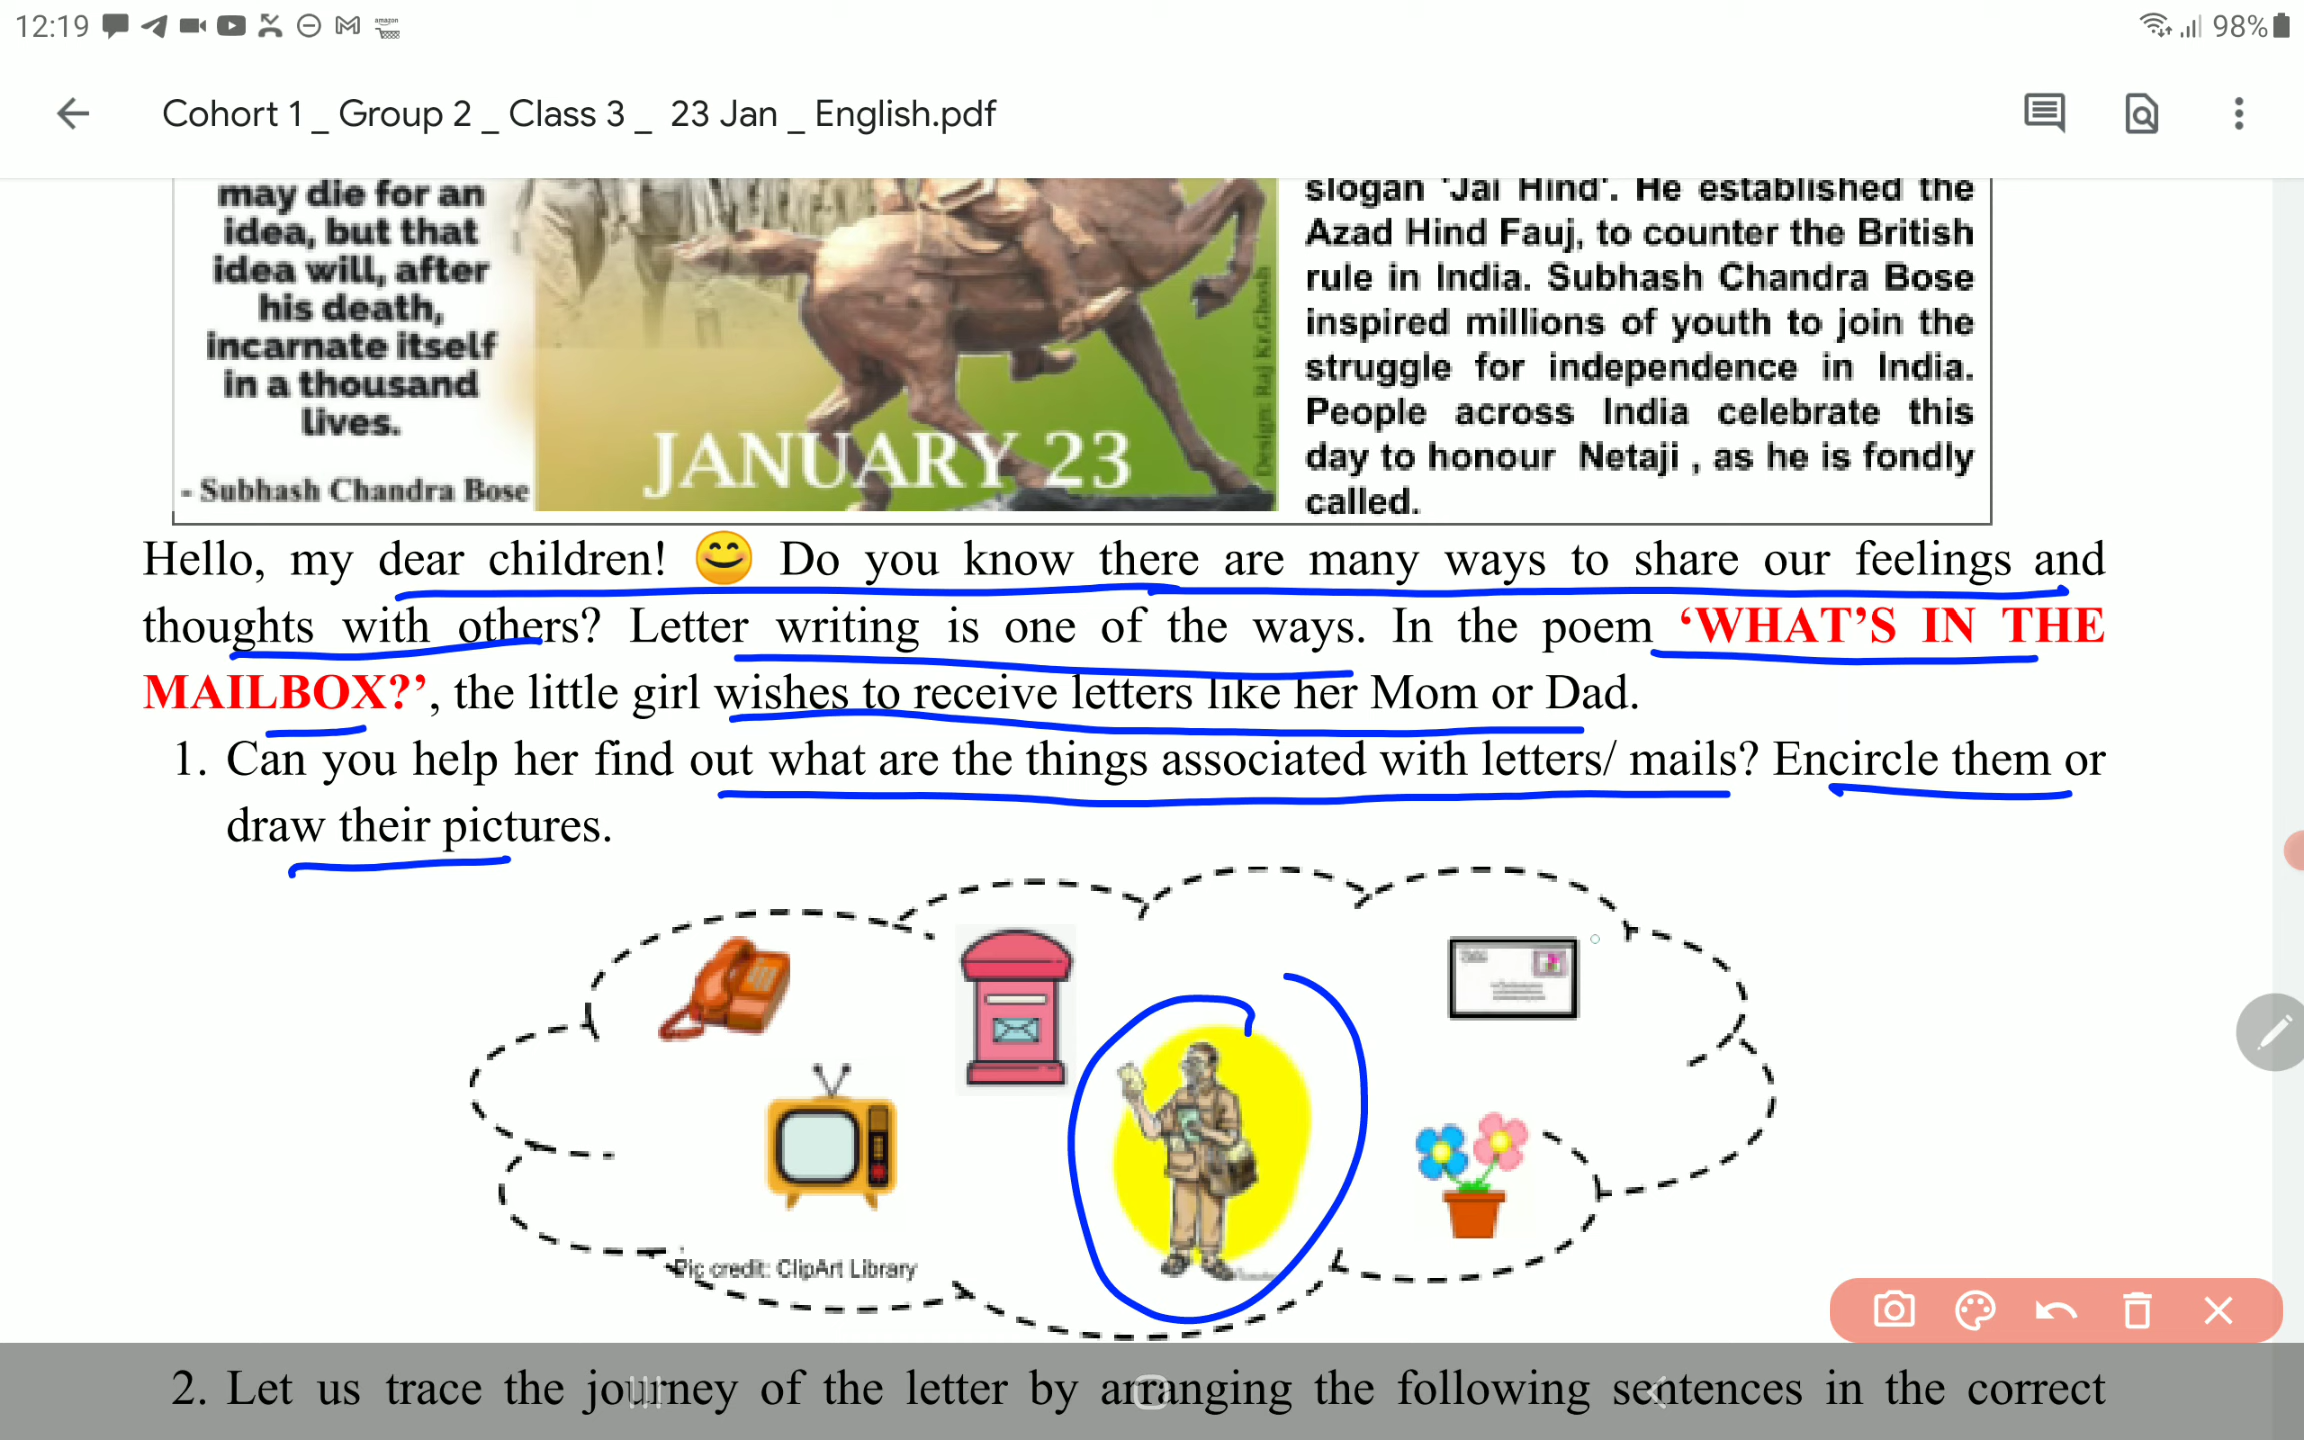 12:19
98%
Cohort 1 _ Group 2 _ Class 3 _ 23 Jan _ English.pdf
may die for an
idea, but that
idea will, after
his death,
incarnate itself
in a thousand
lives.
- Subhash Chandra Bose
JANUARY 23
Design: Raj Kr.Ghosh
slogan 'Jai Hind'. He established the
Azad Hind Fauj, to counter the British
rule in India. Subhash Chandra Bose
inspired millions of youth to join the
struggle for independence in India.
People across India celebrate this
day to honour Netaji , as he is fondly
called.
Hello, my dear children! 😊 Do you know there are many ways to share our feelings and
thoughts with others? Letter writing is one of the ways. In the poem ‘WHAT’S IN THE
MAILBOX?’, the little girl wishes to receive letters like her Mom or Dad.
1. Can you help her find out what are the things associated with letters/ mails? Encircle them or
draw their pictures.
Pic credit: ClipArt Library
2. Let us trace the journey of the letter by arranging the following sentences in the correct